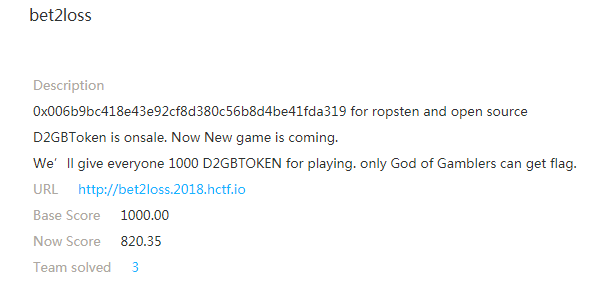 bet2loss
Description
0x006b9bc418e43e92cf8d380c56b8d4be41fda319 for ropsten and open source
D2GBToken is onsale. Now New game is coming.
We’ll give everyone 1000 D2GBTOKEN for playing. only God of Gamblers can get flag.
URL http://bet2loss.2018.hctf.io
Base Score 1000.00
Now Score 820.35
Team solved 3